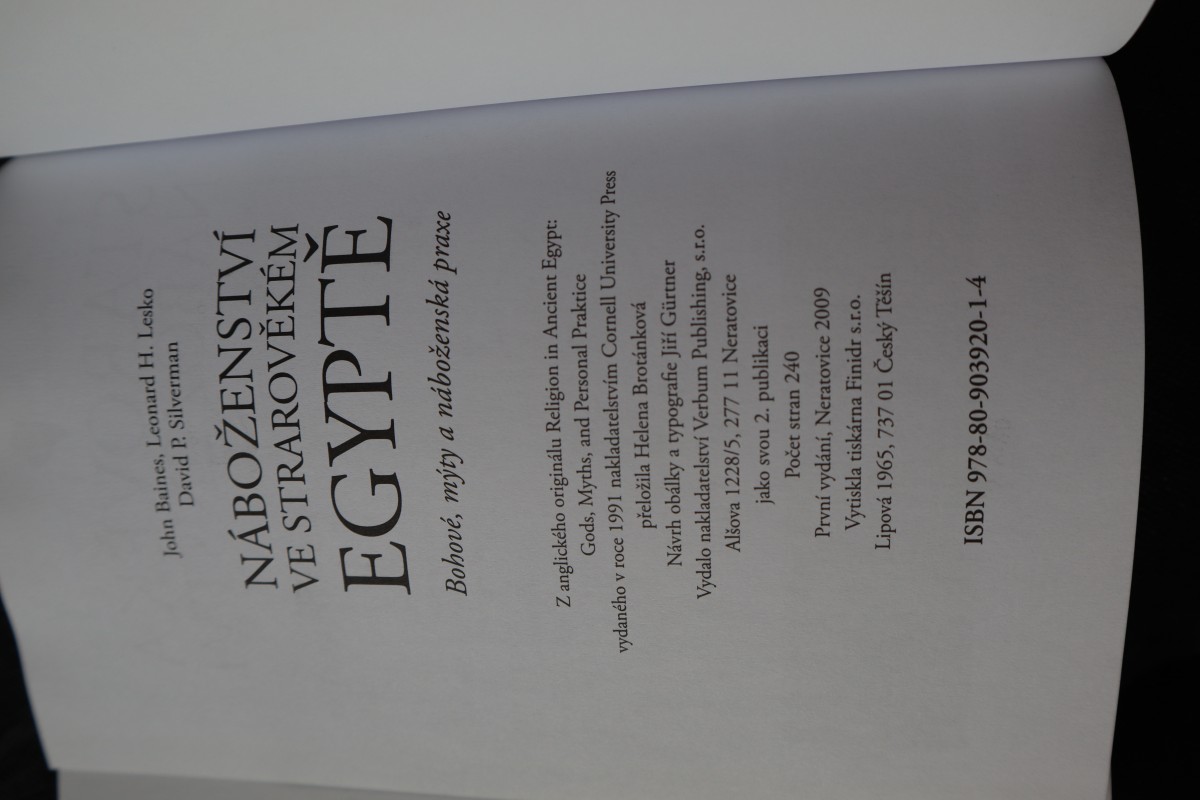 John Baines, Leonard H. Lesko
David P. Silverman
NÁBOŽENSTVÍ
VE STRAROVĚKÉM
EGYPTĚ
Bohové, mýty a náboženská praxe
Z anglického originálu Religion in Ancient Egypt:
Gods, Myths, and Personal Praktice
vydaného v roce 1991 nakladatelstvím Cornell University Press
přeložila Helena Brotánková
Návrh obálky a typografie Jiří Gürtner
Vydalo nakladatelství Verbum Publishing, s.r.o.
Alšova 1228/5, 277 11 Neratovice
jako svou 2. publikaci
Počet stran 240
První vydání, Neratovice 2009
Vytiskla tiskárna Finidr s.r.o.
Lipová 1965, 737 01 Český Těšín
ISBN 978-80-903920-1-4